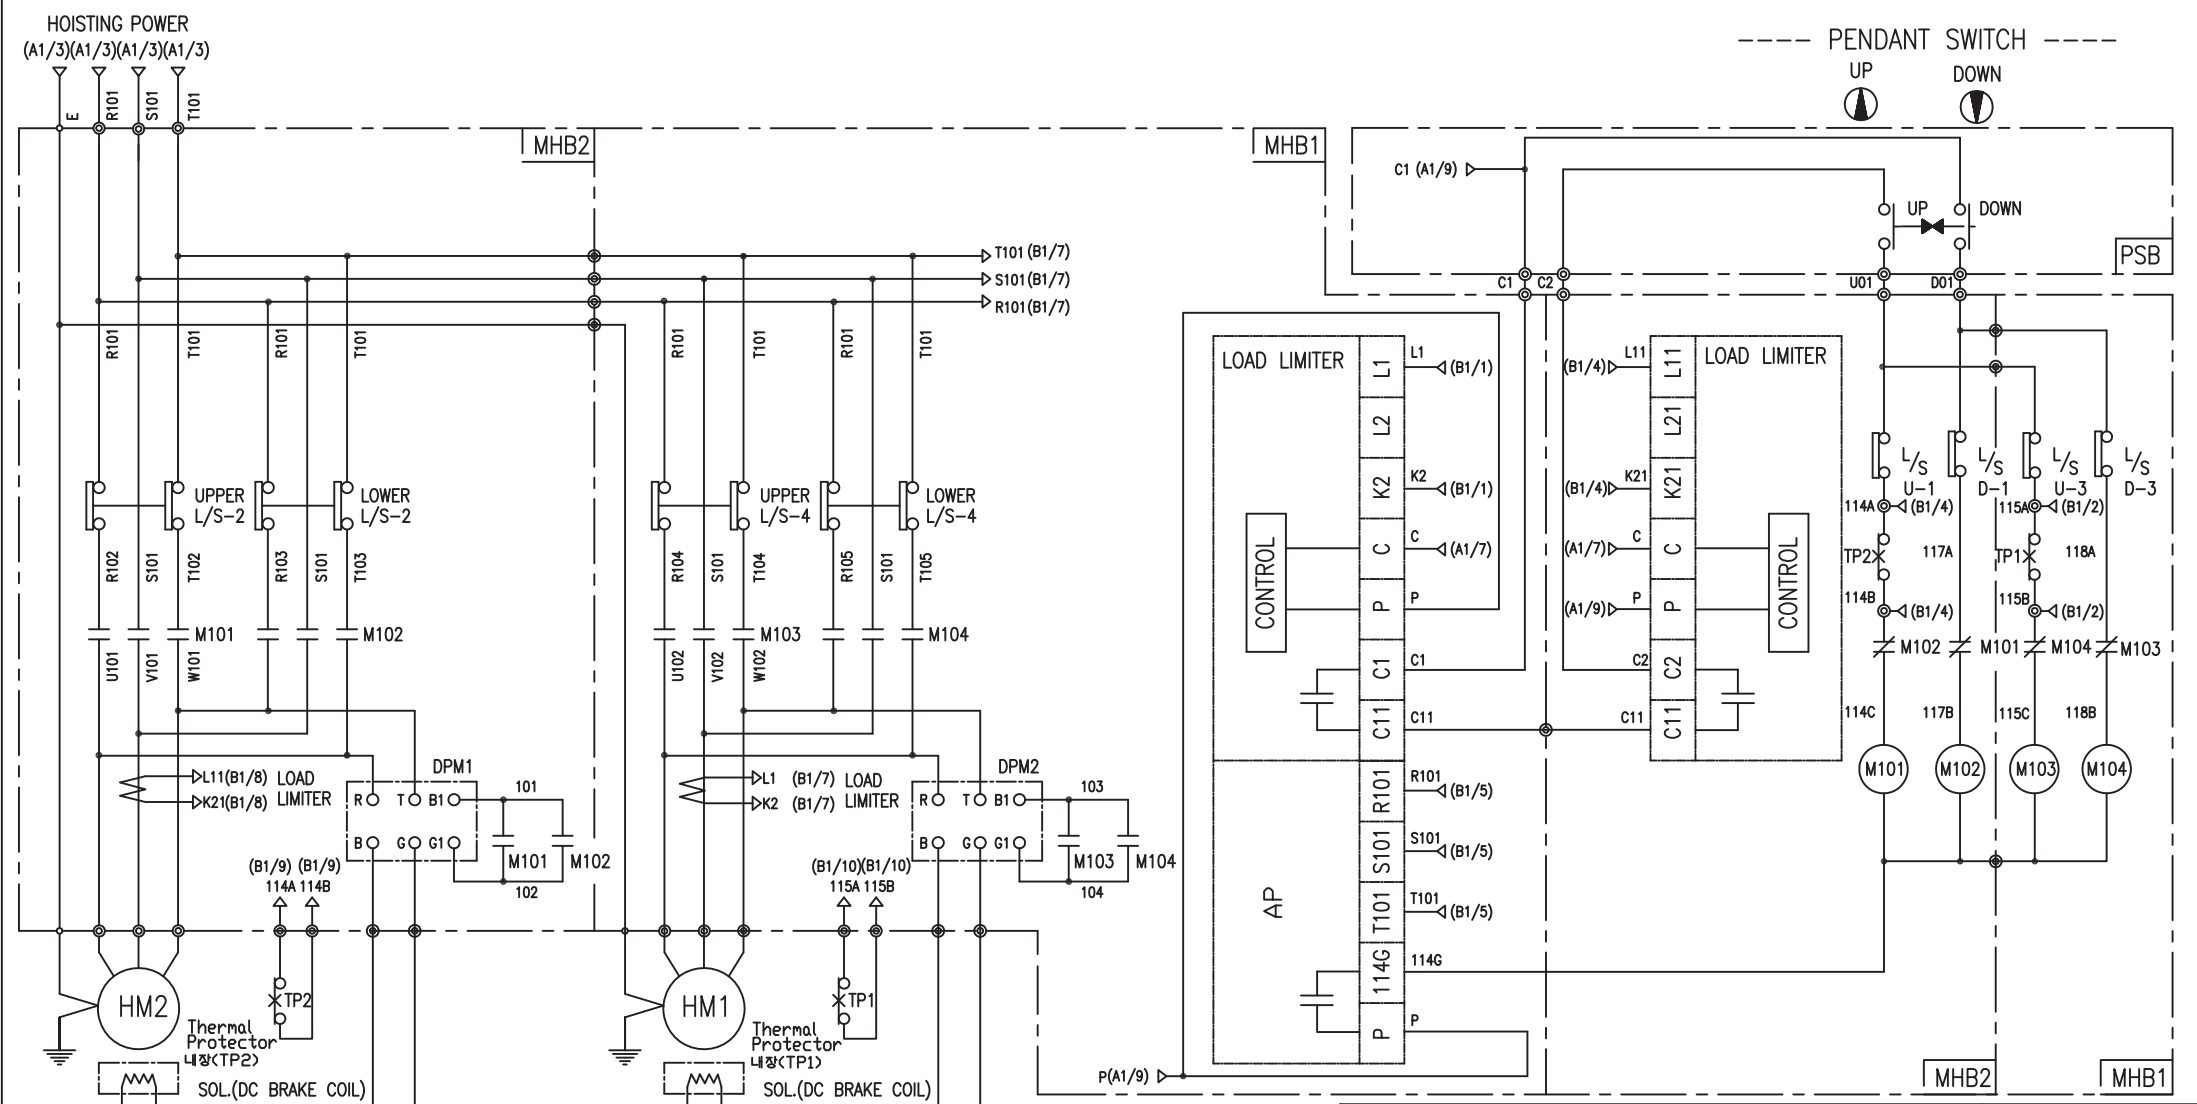 HOISTING POWER
(A1/3)(A1/3)(A1/3)(A1/3)
E R101 S101 T101
MHB2
MHB1
---- PENDANT SWITCH ----
UP
DOWN
C1 (A1/9)
UP DOWN
PSB
C1 C2 U01 D01
T101 (B1/7)
S101 (B1/7)
R101 (B1/7)
R101 T101 R101 T101
R101 T101 R101 T101
UPPER
L/S-2
LOWER
L/S-2
UPPER
L/S-4
LOWER
L/S-4
R102 S101 T102 R103 S101 T103
R104 S101 T104 R105 S101 T105
M101 M102
M103 M104
U101 V101 W101
U102 V102 W102
L11(B1/8) LOAD
K21(B1/8) LIMITER
L1 (B1/7) LOAD
K2 (B1/7) LIMITER
DPM1
R T B1
B G G1
101
M101 M102
102
DPM2
R T B1
B G G1
103
M103 M104
104
(B1/9) (B1/9)
114A 114B
(B1/10)(B1/10)
115A 115B
HM2
TP2
Thermal
Protector
내장(TP2)
SOL.(DC BRAKE COIL)
HM1
TP1
Thermal
Protector
내장(TP1)
SOL.(DC BRAKE COIL)
LOAD LIMITER
CONTROL
L1 L1 (B1/1)
L2
K2 K2 (B1/1)
C C (A1/7)
P P
C1 C1
C11 C11
AP
R101 R101 (B1/5)
S101 S101 (B1/5)
T101 T101 (B1/5)
114G 114G
P P
P(A1/9)
LOAD LIMITER
CONTROL
(B1/4) L11 L11
L21
(B1/4) K21 K21
(A1/7) C C
(A1/9) P P
C2 C2
C11 C11
L/S
U-1
L/S
D-1
L/S
U-3
L/S
D-3
114A (B1/4) 115A (B1/2)
TP2 117A TP1 118A
114B (B1/4) 115B (B1/2)
M102 M101 M104 M103
114C 117B 115C 118B
M101 M102 M103 M104
MHB2
MHB1